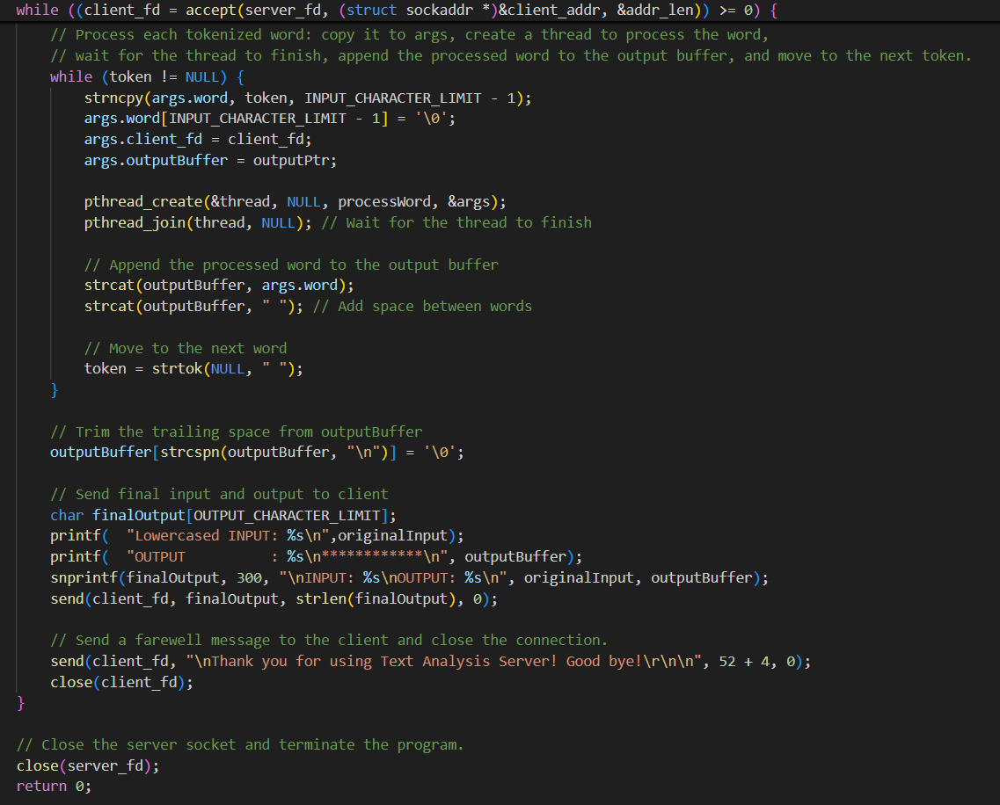 while ((client_fd = accept(server_fd, (struct sockaddr *)&client_addr, &addr_len)) >= 0) {
    // Process each tokenized word: copy it to args, create a thread to process the word,
    // wait for the thread to finish, append the processed word to the output buffer, and move to the next token.
    while (token != NULL) {
        strncpy(args.word, token, INPUT_CHARACTER_LIMIT - 1);
        args.word[INPUT_CHARACTER_LIMIT - 1] = '\0';
        args.client_fd = client_fd;
        args.outputBuffer = outputPtr;

        pthread_create(&thread, NULL, processWord, &args);
        pthread_join(thread, NULL); // Wait for the thread to finish

        // Append the processed word to the output buffer
        strcat(outputBuffer, args.word);
        strcat(outputBuffer, " "); // Add space between words

        // Move to the next word
        token = strtok(NULL, " ");
    }

    // Trim the trailing space from outputBuffer
    outputBuffer[strcspn(outputBuffer, "\n")] = '\0';

    // Send final input and output to client
    char finalOutput[OUTPUT_CHARACTER_LIMIT];
    printf(  "Lowercased INPUT: %s\n",originalInput);
    printf(  "OUTPUT          : %s\n************\n", outputBuffer);
    snprintf(finalOutput, 300, "\nINPUT: %s\nOUTPUT: %s\n", originalInput, outputBuffer);
    send(client_fd, finalOutput, strlen(finalOutput), 0);

    // Send a farewell message to the client and close the connection.
    send(client_fd, "\nThank you for using Text Analysis Server! Good bye!\r\n\n", 52 + 4, 0);
    close(client_fd);
}

// Close the server socket and terminate the program.
close(server_fd);
return 0;